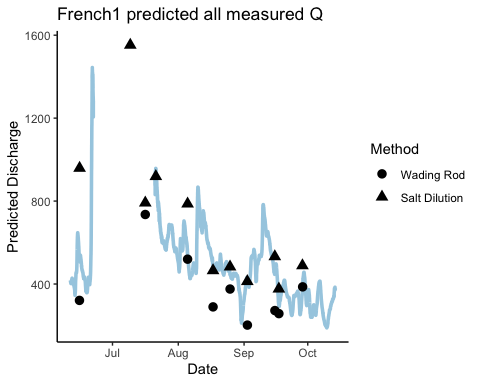 French1 predicted all measured Q
1600
1200
800
400
Predicted Discharge
Jul
Aug
Sep
Oct
Date
Method
Wading Rod
Salt Dilution